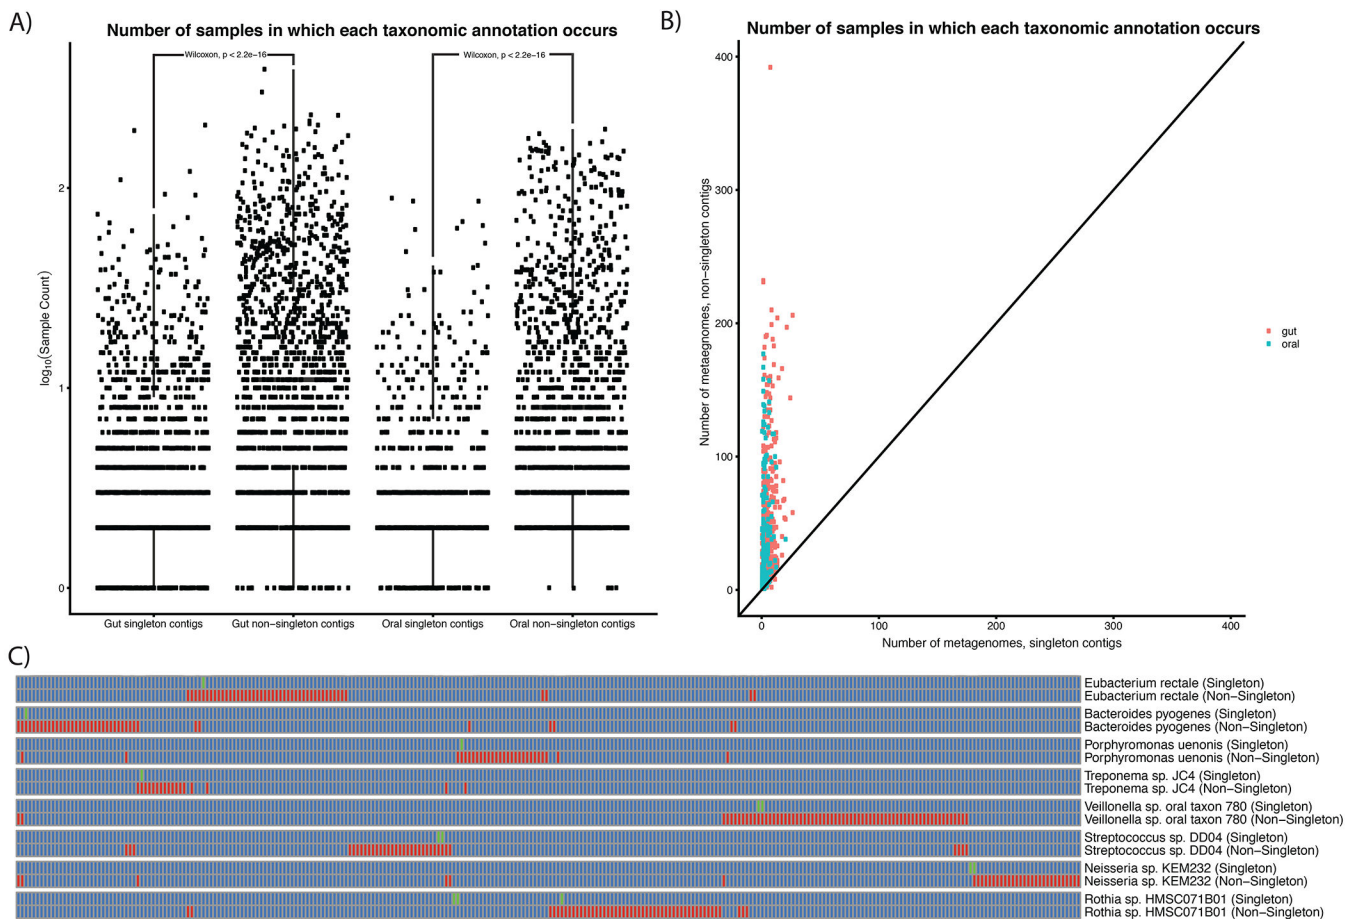 A)
Number of samples in which each taxonomic annotation occurs
Wilcoxon, p < 2.2e−16
Wilcoxon, p < 2.2e−16
log10(Sample Count)
2
1
0
Gut singleton contigs
Gut non−singleton contigs
Oral singleton contigs
Oral non−singleton contigs
B)
Number of samples in which each taxonomic annotation occurs
Number of metaegnomes, non−singleton contigs
400
300
200
100
0
0
100
200
300
400
Number of metagenomes, singleton contigs
gut
oral
C)
Eubacterium rectale (Singleton)
Eubacterium rectale (Non−Singleton)
Bacteroides pyogenes (Singleton)
Bacteroides pyogenes (Non−Singleton)
Porphyromonas uenonis (Singleton)
Porphyromonas uenonis (Non−Singleton)
Treponema sp. JC4 (Singleton)
Treponema sp. JC4 (Non−Singleton)
Veillonella sp. oral taxon 780 (Singleton)
Veillonella sp. oral taxon 780 (Non−Singleton)
Streptococcus sp. DD04 (Singleton)
Streptococcus sp. DD04 (Non−Singleton)
Neisseria sp. KEM232 (Singleton)
Neisseria sp. KEM232 (Non−Singleton)
Rothia sp. HMSC071B01 (Singleton)
Rothia sp. HMSC071B01 (Non−Singleton)